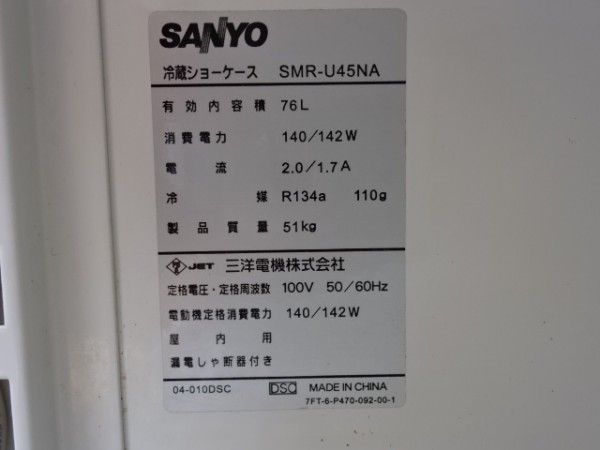 SANYO
冷蔵ショーケース SMR-U45NA
有効内容積 76L
消費電力 140/142W
電流 2.0/1.7A
冷媒 R134a 110g
製品質量 51kg
JET 三洋電機株式会社
定格電圧・定格周波数 100V 50/60Hz
電動機定格消費電力 140/142W
屋内用
漏電しゃ断器付き
04-010DSC DSC MADE IN CHINA
7FT-6-P470-092-00-1